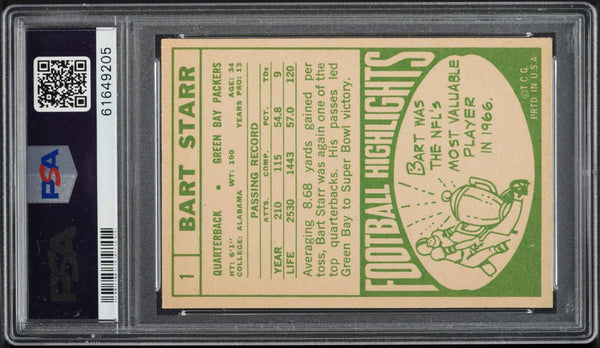 PSA
61649205
PSA
1
BART STARR
QUARTERBACK • GREEN BAY PACKERS
HT: 6'1" WT: 190 AGE: 34
COLLEGE: ALABAMA YEARS PRO: 13
PASSING RECORD
ATTS. COMP. PCT. TDs
YEAR 210 115 54.8 9
LIFE 2530 1443 57.0 120
Averaging 8.68 yards gained per
toss, Bart Starr was again one of the
top quarterbacks. His passes led
Green Bay to Super Bowl victory.
FOOTBALL HIGHLIGHTS
BART WAS
THE NFL'S
MOST VALUABLE
PLAYER
IN 1966.
©T.C.G.
PRTD IN U.S.A.